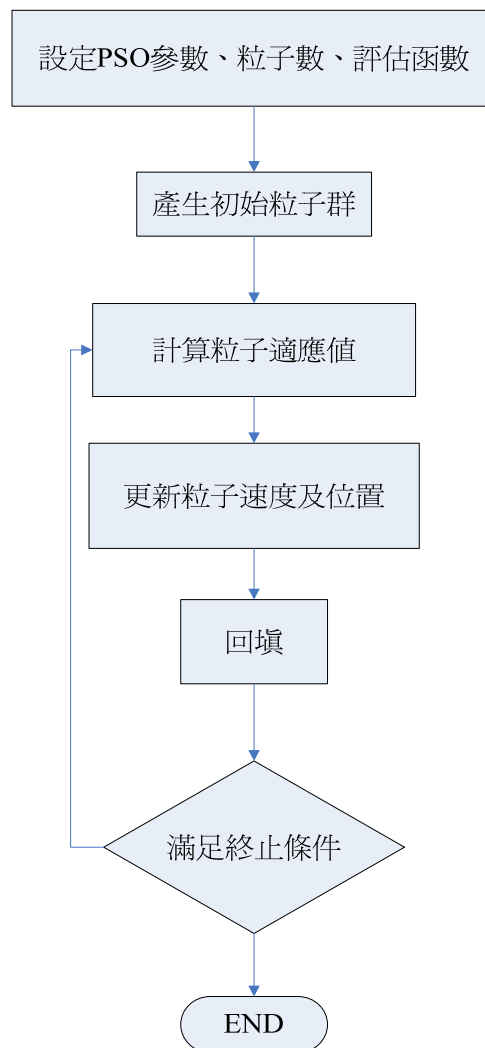 設定PSO參數、粒子數、評估函數
產生初始粒子群
計算粒子適應值
更新粒子速度及位置
回填
滿足終止條件
END